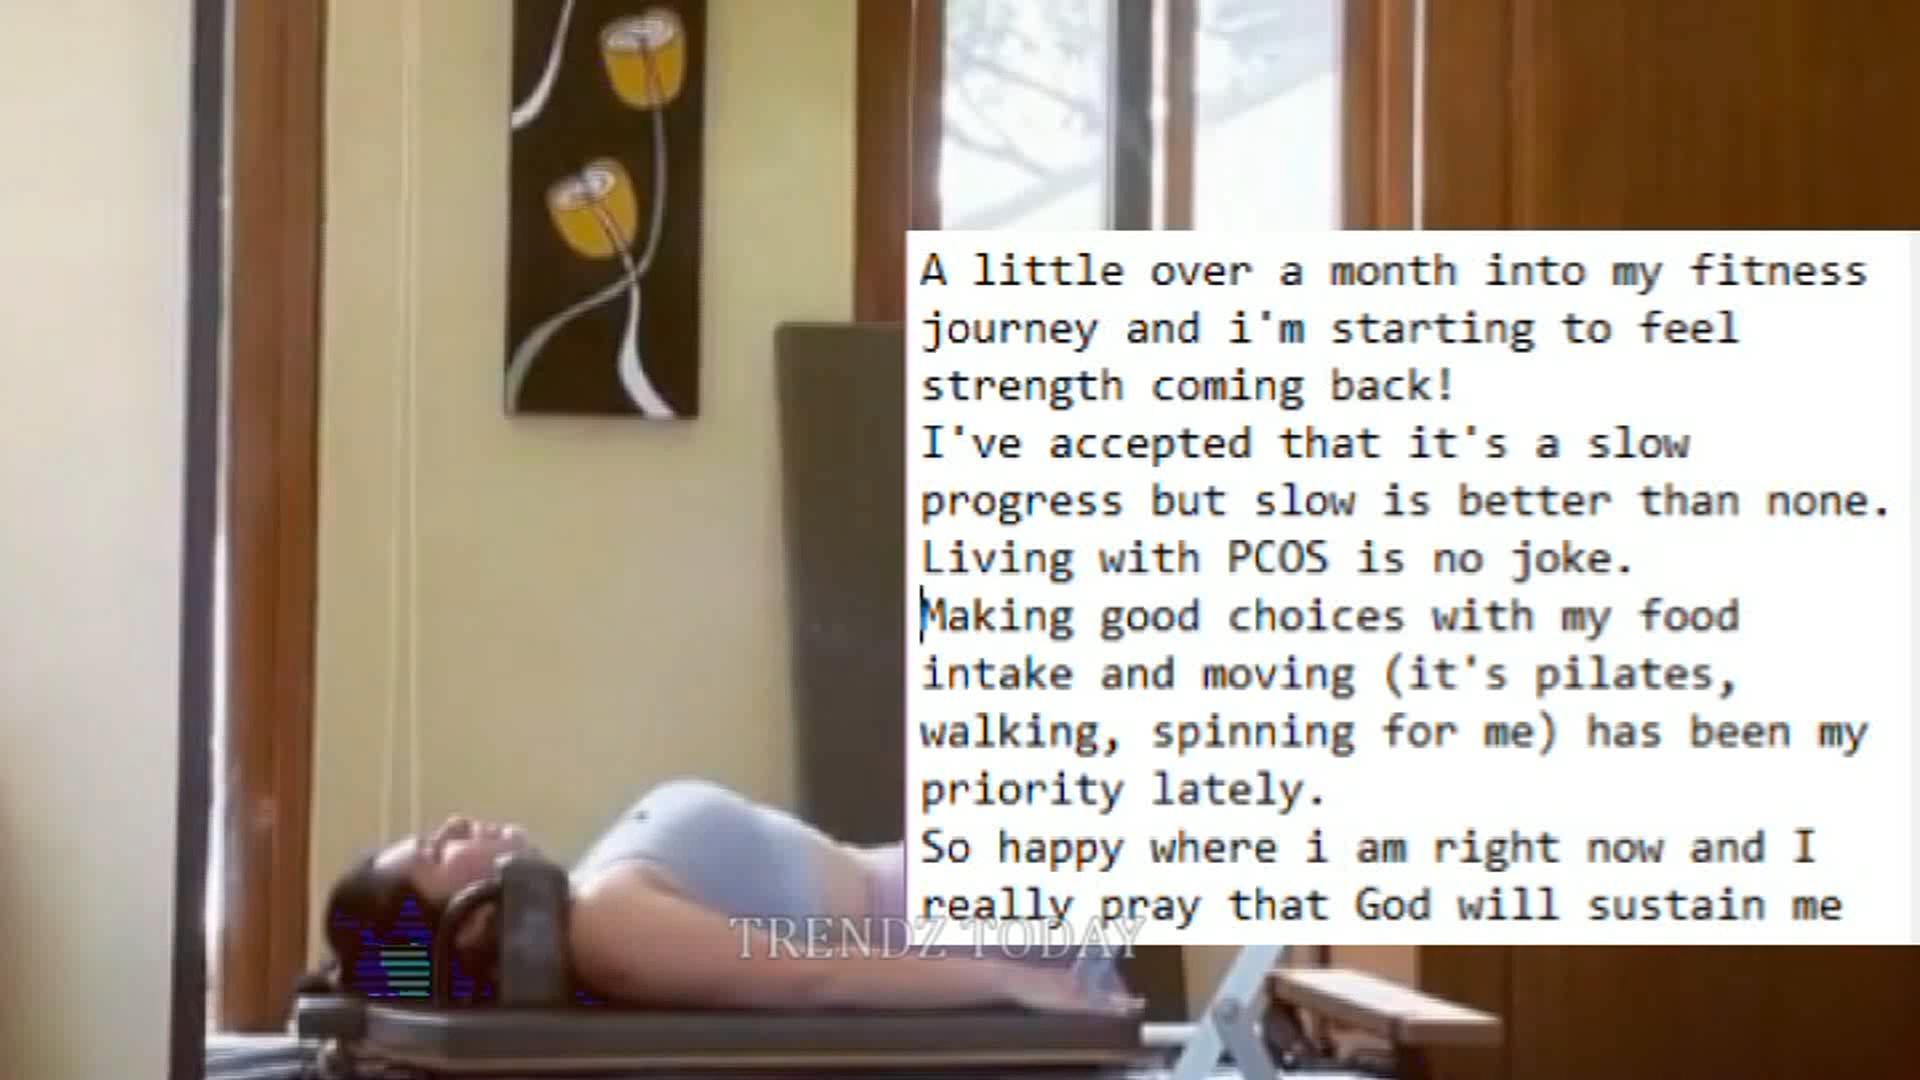 A little over a month into my fitness
journey and i'm starting to feel
strength coming back!
I've accepted that it's a slow
progress but slow is better than none.
Living with PCOS is no joke.
Making good choices with my food
intake and moving (it's pilates,
walking, spinning for me) has been my
priority lately.
So happy where i am right now and I
really pray that God will sustain me
TRENDZ TODAY